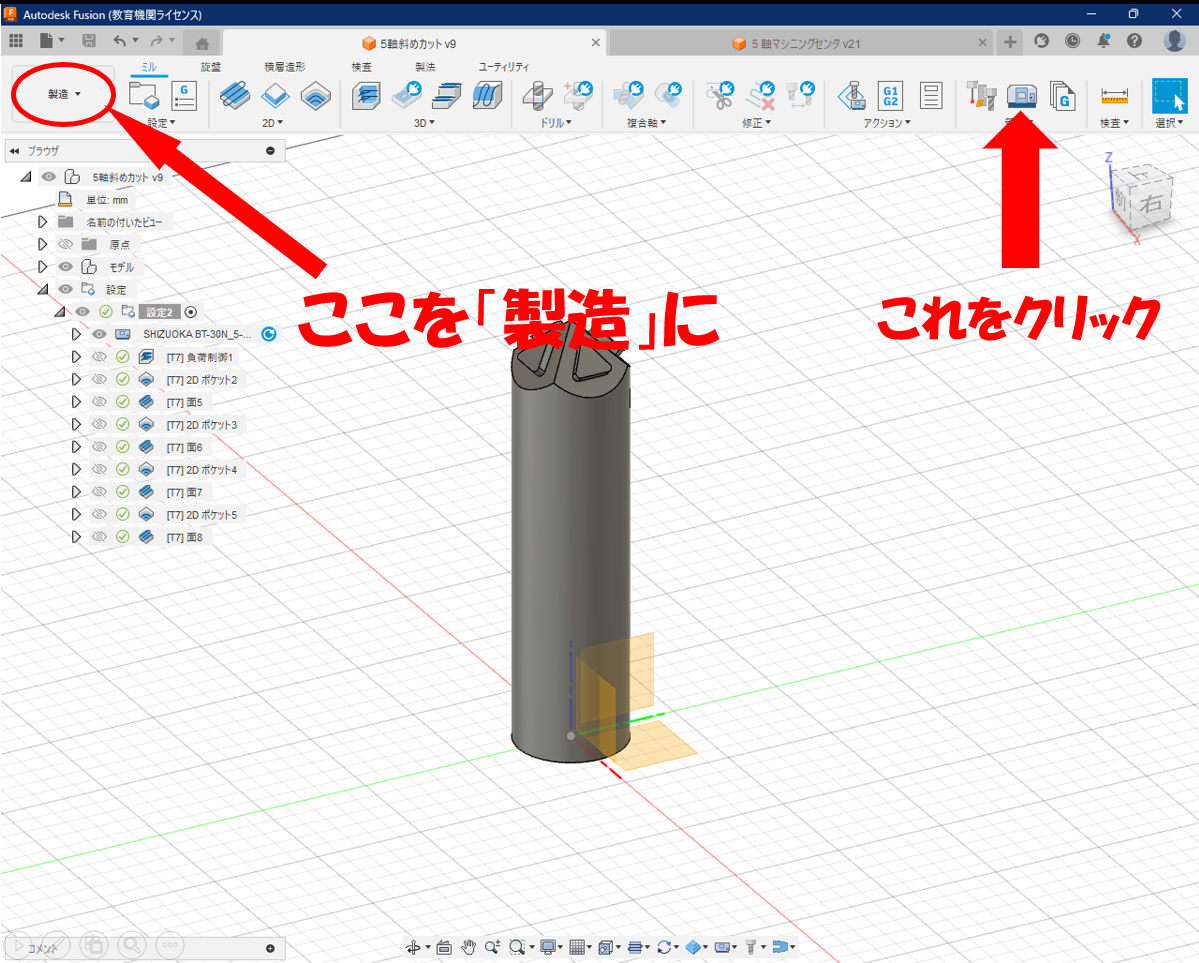 Autodesk Fusion (教育機関ライセンス)
5軸斜めカット v9
5 軸マシニングセンタ v21
ミル
旋盤
積層造形
検査
製法
ユーティリティ
製造
設定
2D
3D
ドリル
複合軸
修正
アクション
検査
選択
G
G1
G2
G
ブラウザ
5軸斜めカット v9
単位: mm
名前の付いたビュー
原点
モデル
設定
設定2
SHIZUOKA BT-30N_5-...
[T7] 負荷制御1
[T7] 2D ポケット2
[T7] 面5
[T7] 2D ポケット3
[T7] 面6
[T7] 2D ポケット4
[T7] 面7
[T7] 2D ポケット5
[T7] 面8
ここを「製造」に
これをクリック
Z
上
前
右
X
コメント